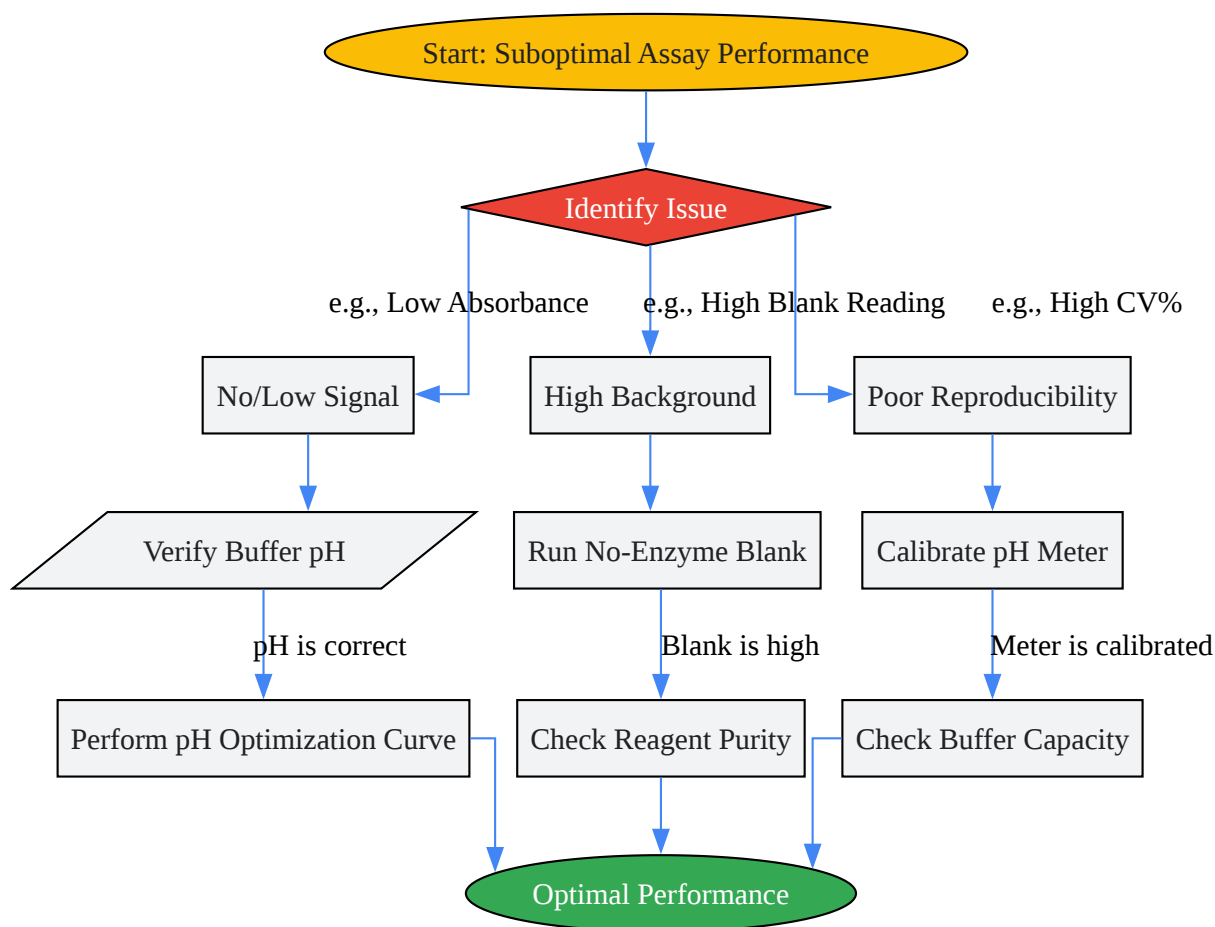 Start: Suboptimal Assay Performance
Identify Issue
e.g., Low Absorbance
e.g., High Blank Reading
e.g., High CV%
No/Low Signal
High Background
Poor Reproducibility
Verify Buffer pH
Run No-Enzyme Blank
Calibrate pH Meter
pH is correct
Blank is high
Meter is calibrated
Perform pH Optimization Curve
Check Reagent Purity
Check Buffer Capacity
Optimal Performance